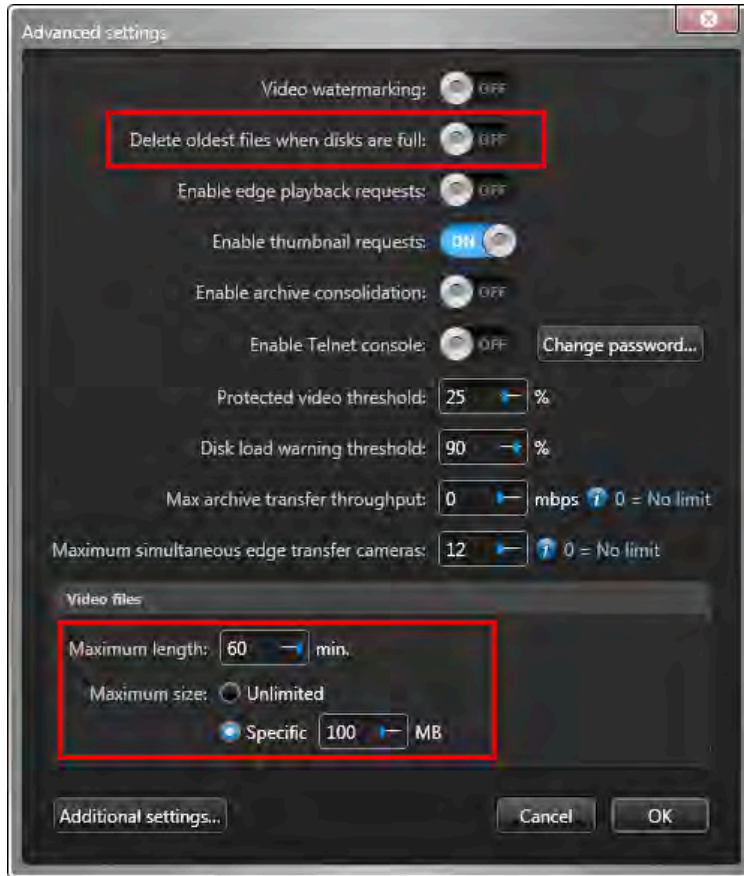 Advanced settings
Video watermarking: OFF
Delete oldest files when disks are full: OFF
Enable edge playback requests: OFF
Enable thumbnail requests: ON
Enable archive consolidation: OFF
Enable Telnet console: OFF Change password...
Protected video threshold: 25 %
Disk load warning threshold: 90 %
Max archive transfer throughput: 0 mbps i 0 = No limit
Maximum simultaneous edge transfer cameras: 12 i 0 = No limit
Video files
Maximum length: 60 min.
Maximum size: Unlimited
Specific 100 MB
Additional settings... Cancel OK